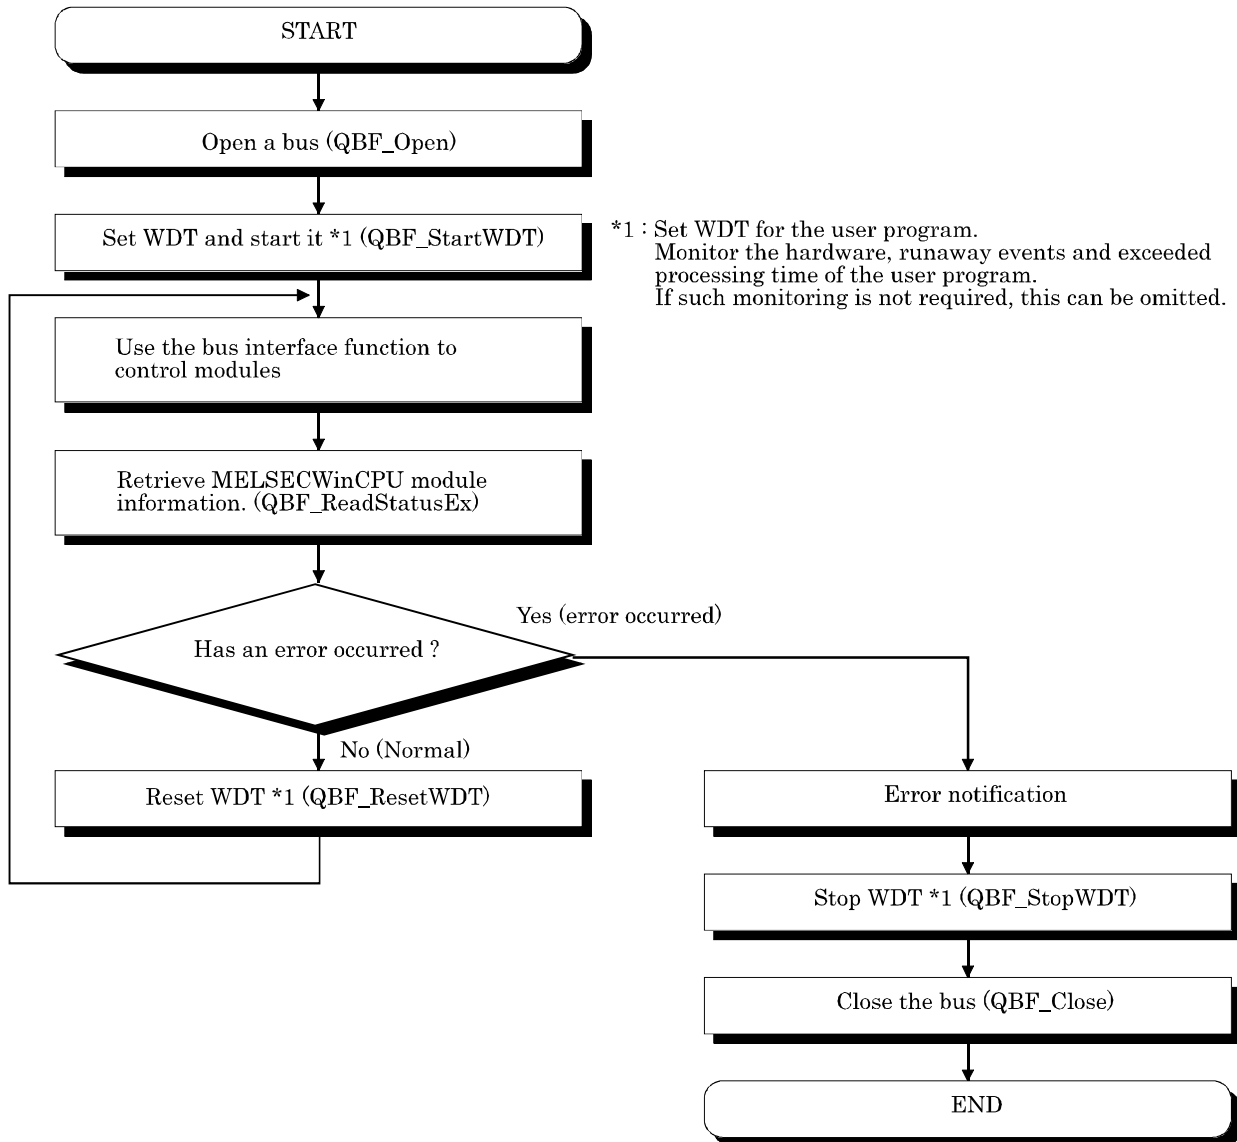 START
Open a bus (QBF_Open)
Set WDT and start it *1 (QBF_StartWDT)
*1 : Set WDT for the user program.
Monitor the hardware, runaway events and exceeded
processing time of the user program.
If such monitoring is not required, this can be omitted.
Use the bus interface function to
control modules
Retrieve MELSECWinCPU module
information. (QBF_ReadStatusEx)
Has an error occurred ?
Yes (error occurred)
No (Normal)
Reset WDT *1 (QBF_ResetWDT)
Error notification
Stop WDT *1 (QBF_StopWDT)
Close the bus (QBF_Close)
END